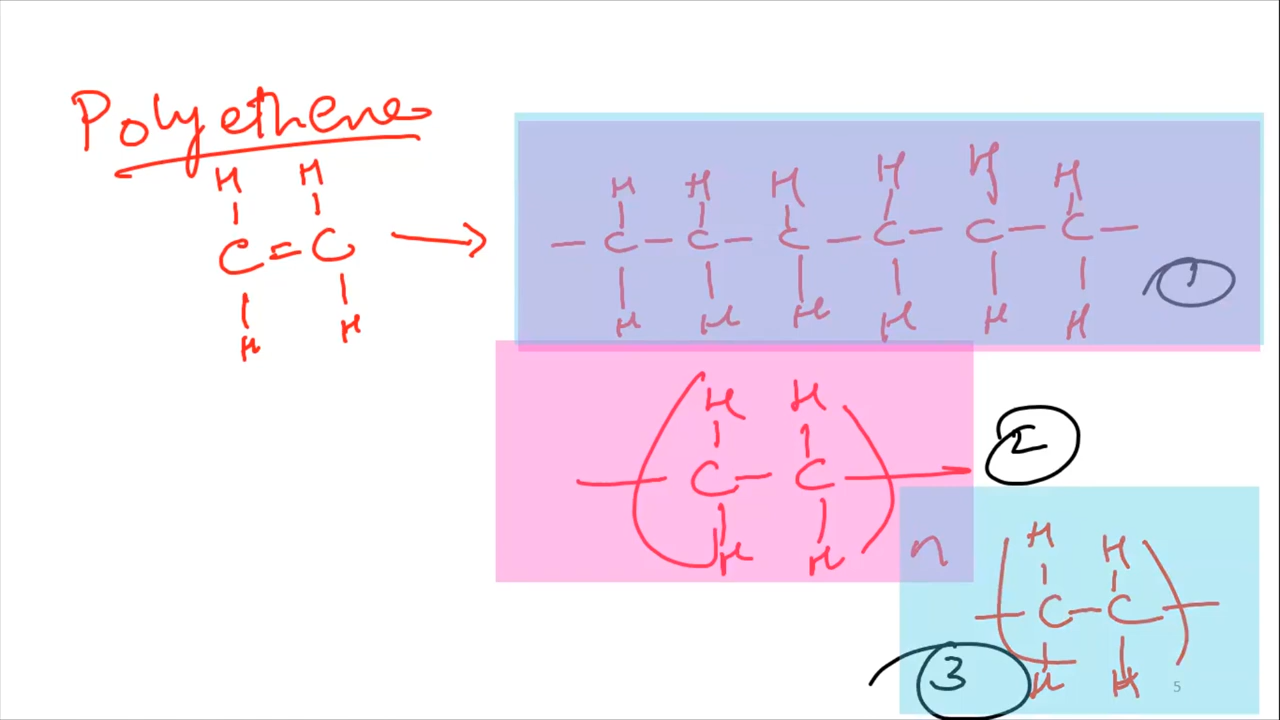 Polyethene
H H
C = C →
H H
H H H H H H
— C — C — C — C — C — C —
H H H H H H
1
H H
—( C — C )—
H H
n
2
H H
—( C — C )—
H H
3
5